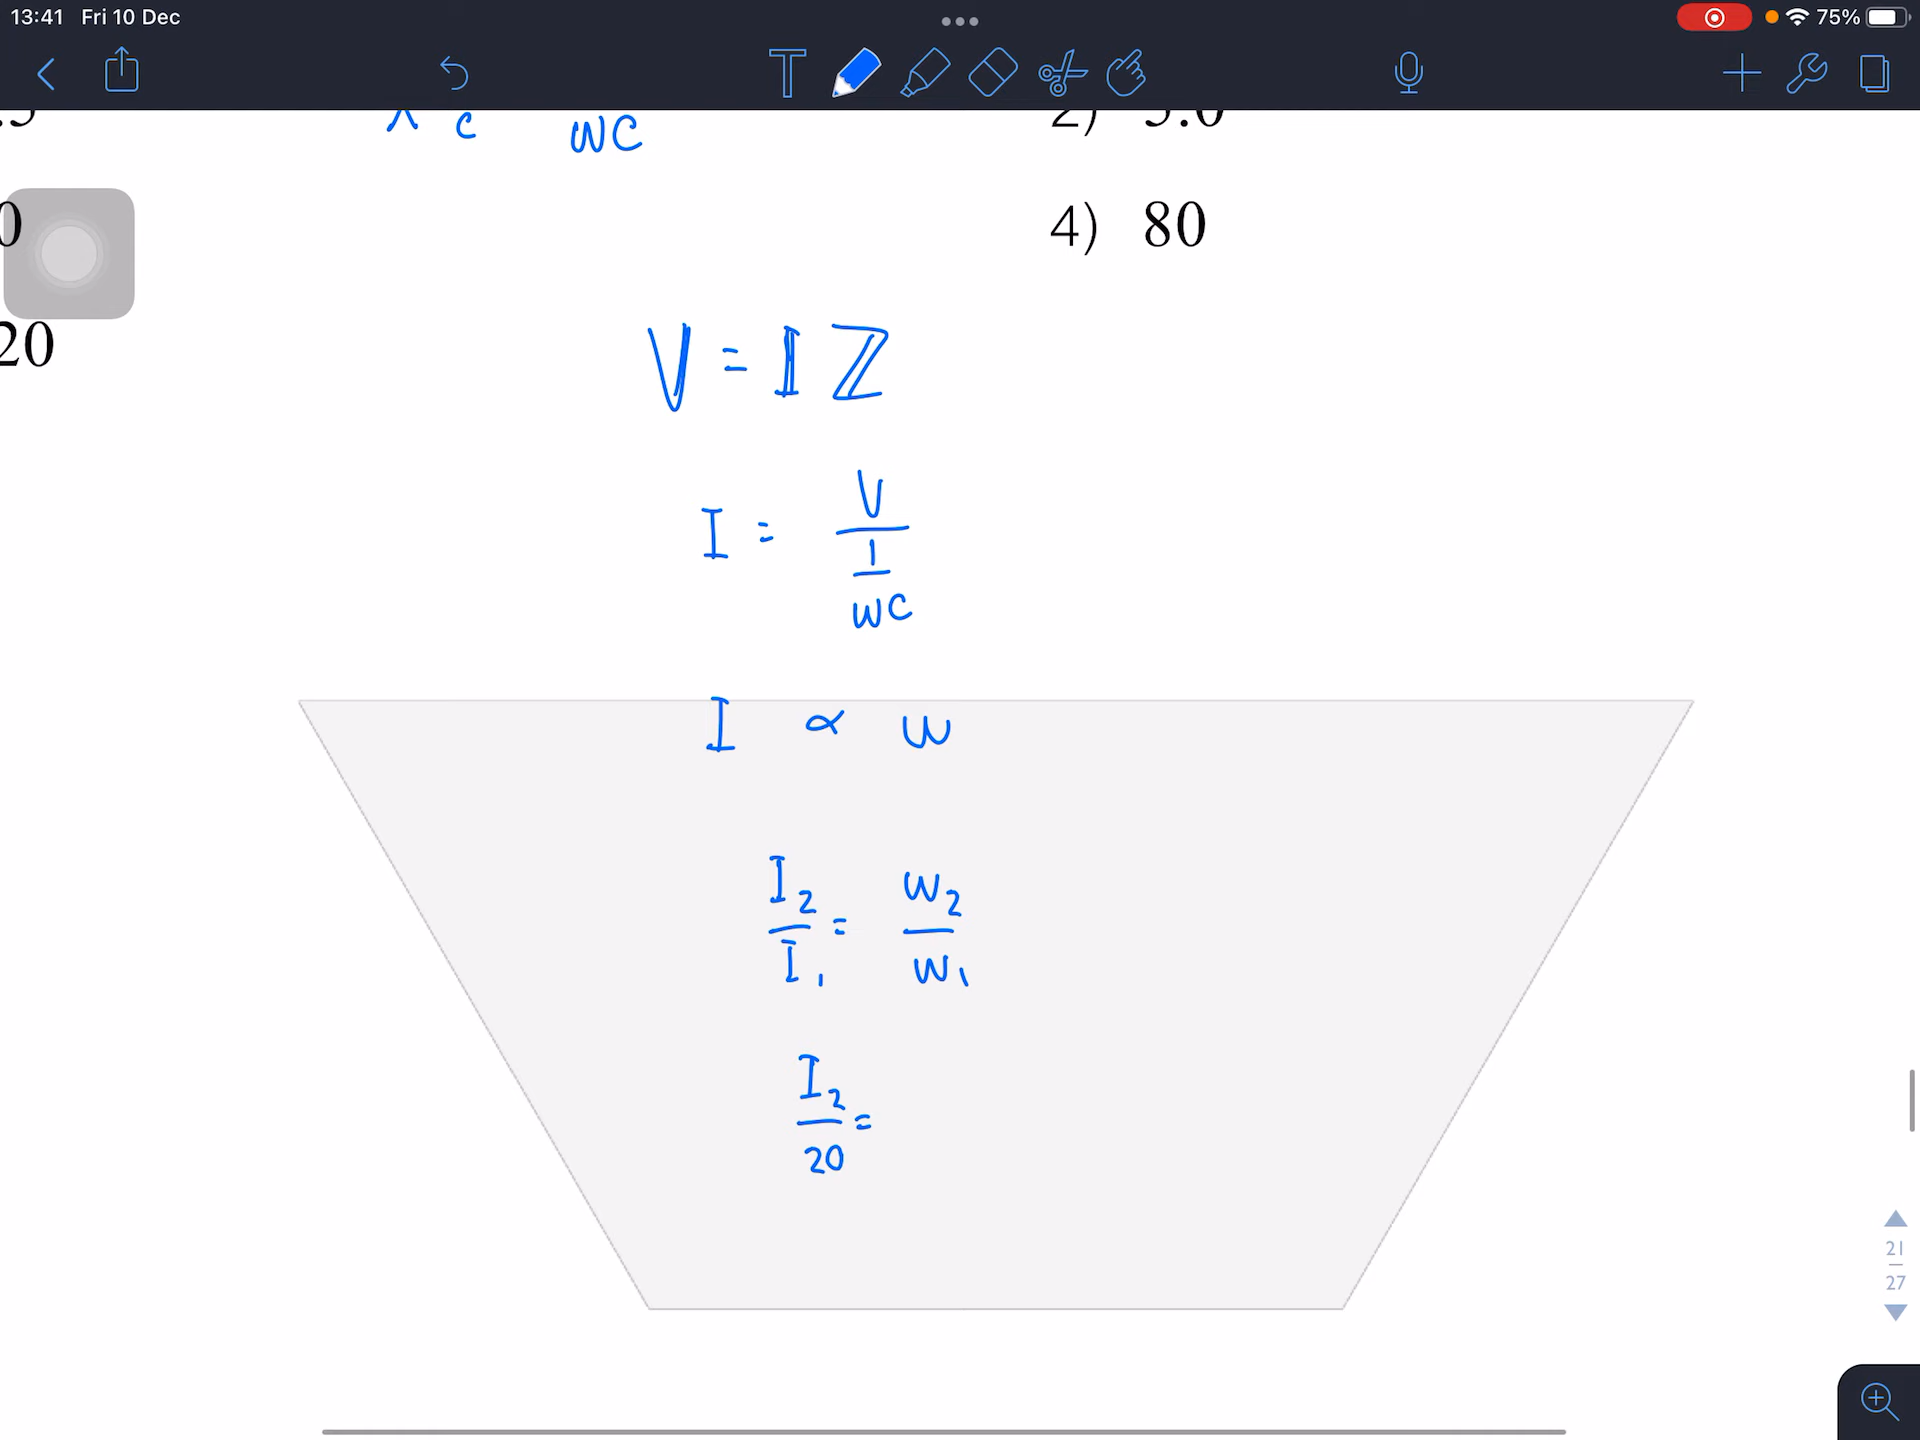 13:41 Fri 10 Dec
75%
X c
wc
4) 80
20
V = I Z
I = V
1
wc
I ∝ w
I2 = w2
I1 w1
I2 =
20
21
27